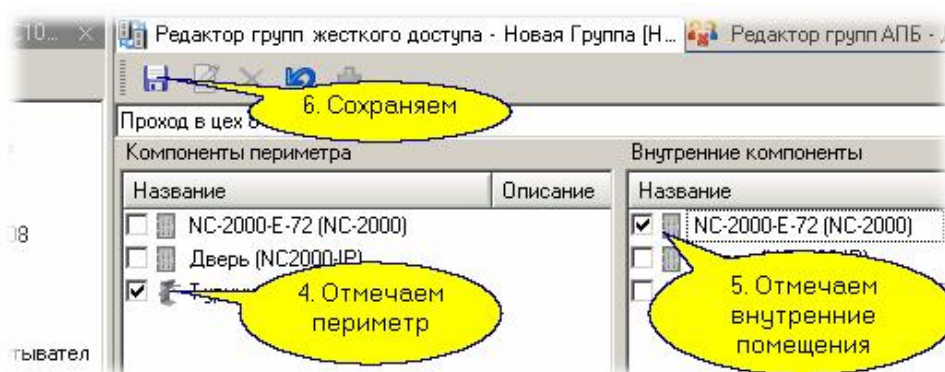 Редактор групп жесткого доступа - Новая Группа [Н... Редактор групп АПБ -
6. Сохраняем
Проход в цех
Компоненты периметра
Внутренние компоненты
Название Описание
Название
NC-2000-E-72 (NC-2000)
NC-2000-E-72 (NC-2000)
Дверь (NC2000-IP)
4. Отмечаем
периметр
5. Отмечаем
внутренние
помещения